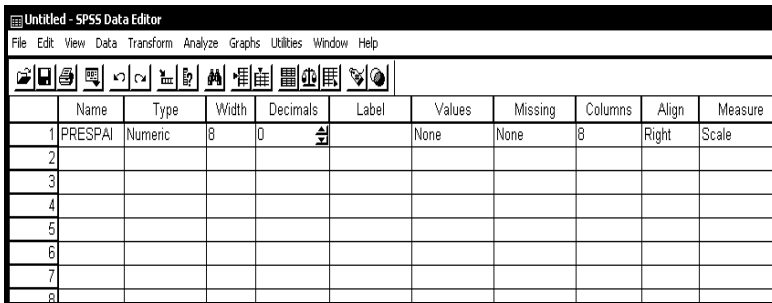 Untitled - SPSS Data Editor
File Edit View Data Transform Analyze Graphs Utilities Window Help
Name Type Width Decimals Label Values Missing Columns Align Measure
1 PRESPAI Numeric 8 0 None None 8 Right Scale
2
3
4
5
6
7
8